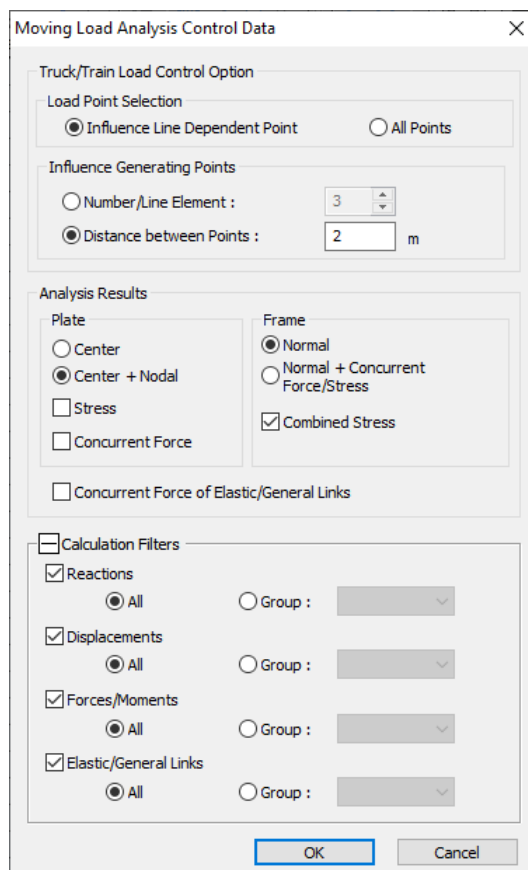 Moving Load Analysis Control Data
Truck/Train Load Control Option
Load Point Selection
Influence Line Dependent Point All Points
Influence Generating Points
Number/Line Element : 3
Distance between Points : 2 m
Analysis Results
Plate Frame
Center Normal
Center + Nodal Normal + Concurrent
Force/Stress
Stress Combined Stress
Concurrent Force
Concurrent Force of Elastic/General Links
Calculation Filters
Reactions
All Group :
Displacements
All Group :
Forces/Moments
All Group :
Elastic/General Links
All Group :
OK Cancel